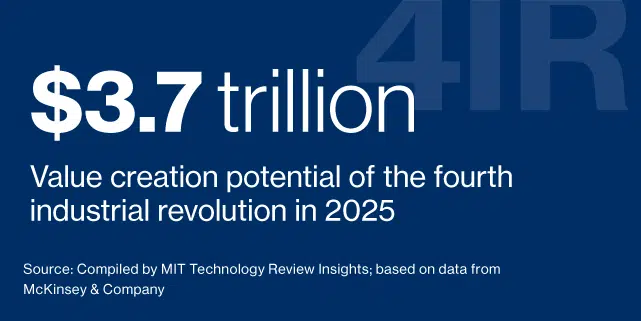 4IR
$3.7 trillion
Value creation potential of the fourth
industrial revolution in 2025
Source: Compiled by MIT Technology Review Insights; based on data from
McKinsey & Company